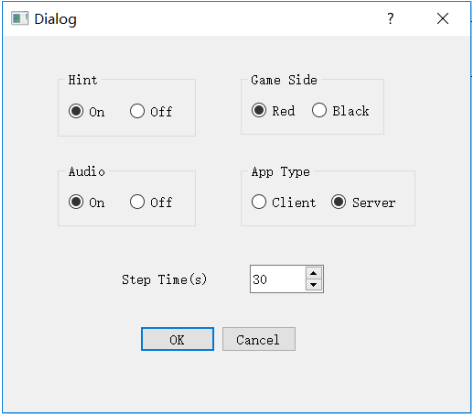 Dialog ?
Hint Game Side
On Off Red Black
Audio App Type
On Off Client Server
Step Time(s) 30
OK Cancel